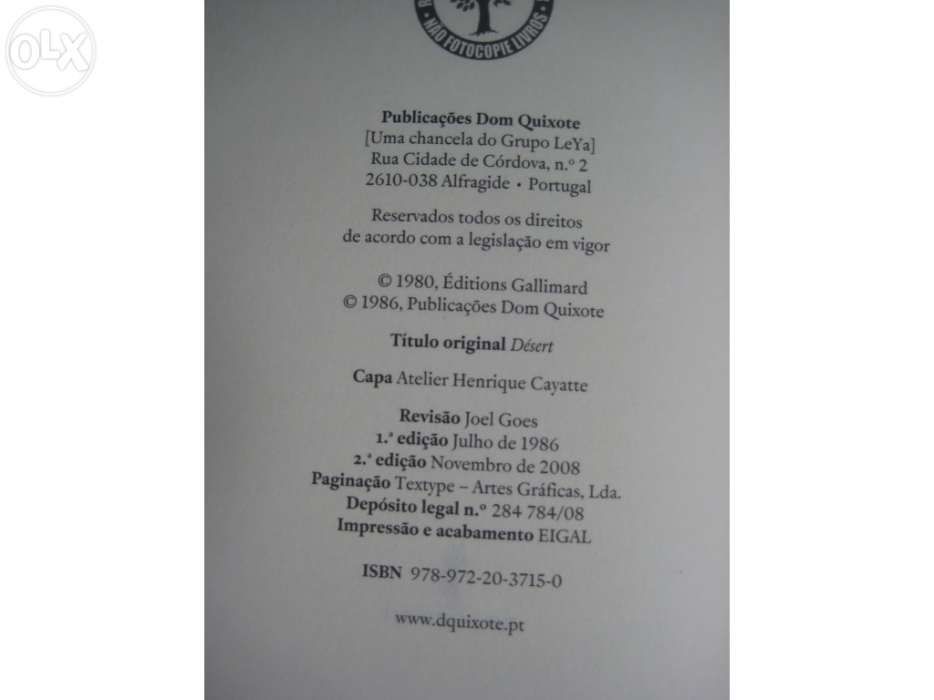 OLX
NÃO FOTOCOPIE LIVROS
Publicações Dom Quixote
[Uma chancela do Grupo LeYa]
Rua Cidade de Córdova, n.º 2
2610-038 Alfragide • Portugal
Reservados todos os direitos
de acordo com a legislação em vigor
© 1980, Éditions Gallimard
© 1986, Publicações Dom Quixote
Título original Désert
Capa Atelier Henrique Cayatte
Revisão Joel Goes
1.ª edição Julho de 1986
2.ª edição Novembro de 2008
Paginação Textype – Artes Gráficas, Lda.
Depósito legal n.º 284 784/08
Impressão e acabamento EIGAL
ISBN 978-972-20-3715-0
www.dquixote.pt